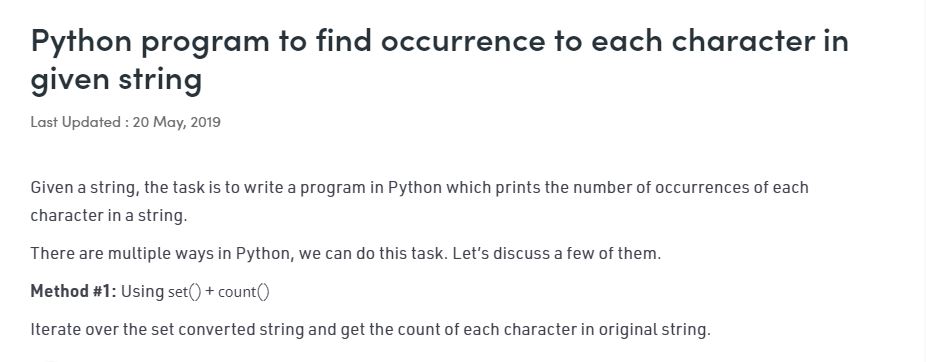 Python program to find occurrence to each character in
given string
Last Updated : 20 May, 2019
Given a string, the task is to write a program in Python which prints the number of occurrences of each
character in a string.
There are multiple ways in Python, we can do this task. Let's discuss a few of them.
Method #1: Using set() + count()
Iterate over the set converted string and get the count of each character in original string.